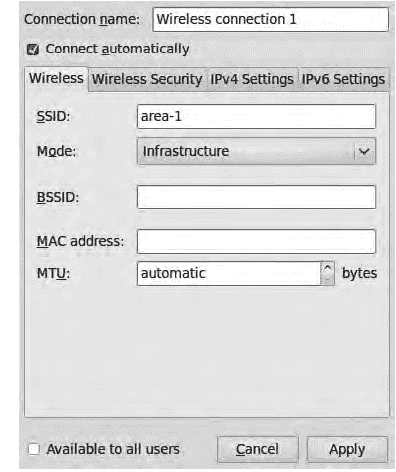 Connection name: Wireless connection 1
Connect automatically
Wireless Wireless Security IPv4 Settings IPv6 Settings
SSID: area-1
Mode: Infrastructure
BSSID:
MAC address:
MTU: automatic bytes
Available to all users Cancel Apply